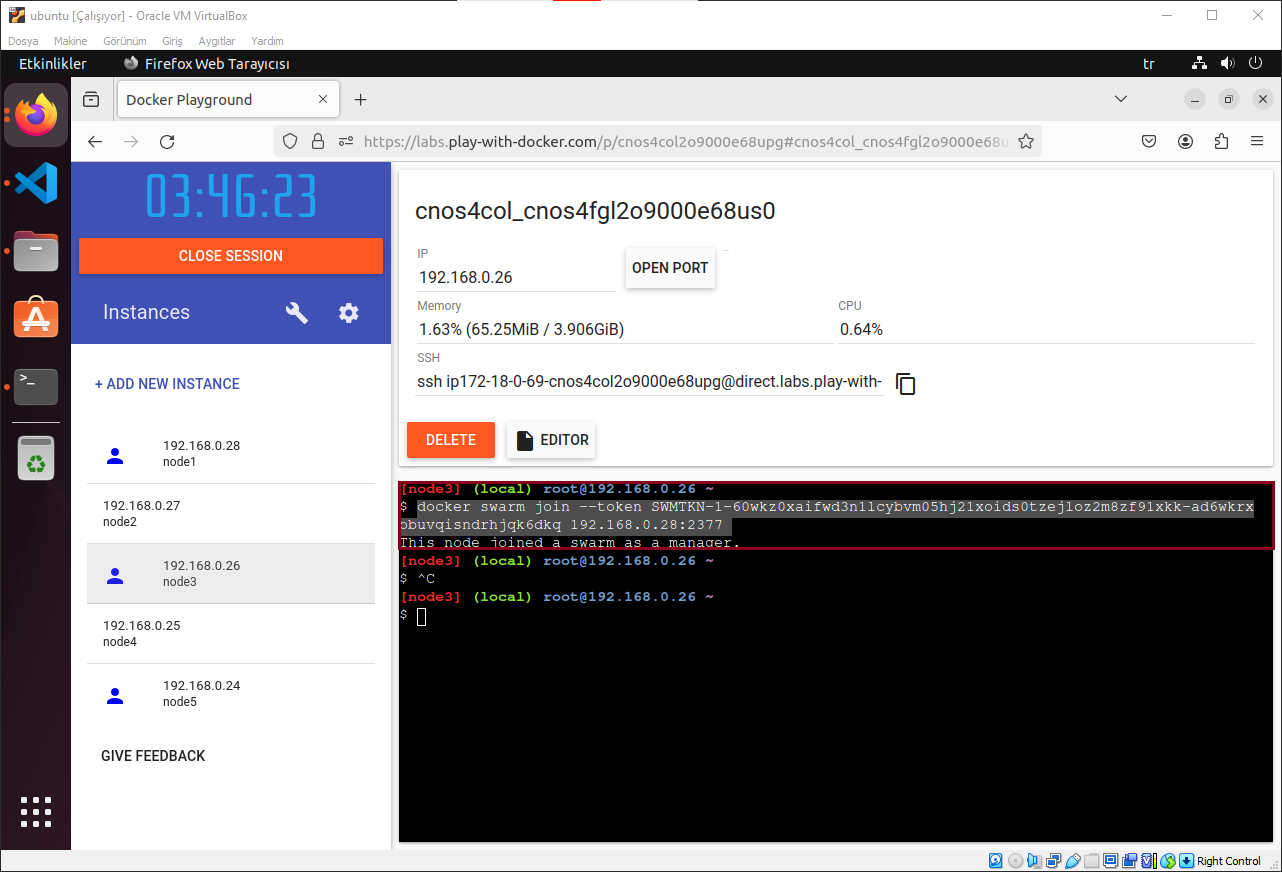 ubuntu [Çalışıyor] - Oracle VM VirtualBox
Dosya Makine Görünüm Giriş Aygıtlar Yardım
Etkinlikler Firefox Web Tarayıcısı tr
Docker Playground
https://labs.play-with-docker.com/p/cnos4col2o9000e68upg#cnos4col_cnos4fgl2o9000e68u
03:46:23
CLOSE SESSION
Instances
+ ADD NEW INSTANCE
192.168.0.28
node1
192.168.0.27
node2
192.168.0.26
node3
192.168.0.25
node4
192.168.0.24
node5
GIVE FEEDBACK
cnos4col_cnos4fgl2o9000e68us0
IP
192.168.0.26
OPEN PORT
Memory
1.63% (65.25MiB / 3.906GiB)
CPU
0.64%
SSH
ssh ip172-18-0-69-cnos4col2o9000e68upg@direct.labs.play-with-
DELETE
EDITOR
[node3] (local) root@192.168.0.26 ~
$ docker swarm join --token SWMTKN-1-60wkz0xaifwd3n11cybvm05hj21xoids0tzej1oz2m8zf91xkk-ad6wkrx
obuvqisndrhjqk6dkq 192.168.0.28:2377
This node joined a swarm as a manager.
[node3] (local) root@192.168.0.26 ~
$ ^C
[node3] (local) root@192.168.0.26 ~
$
Right Control